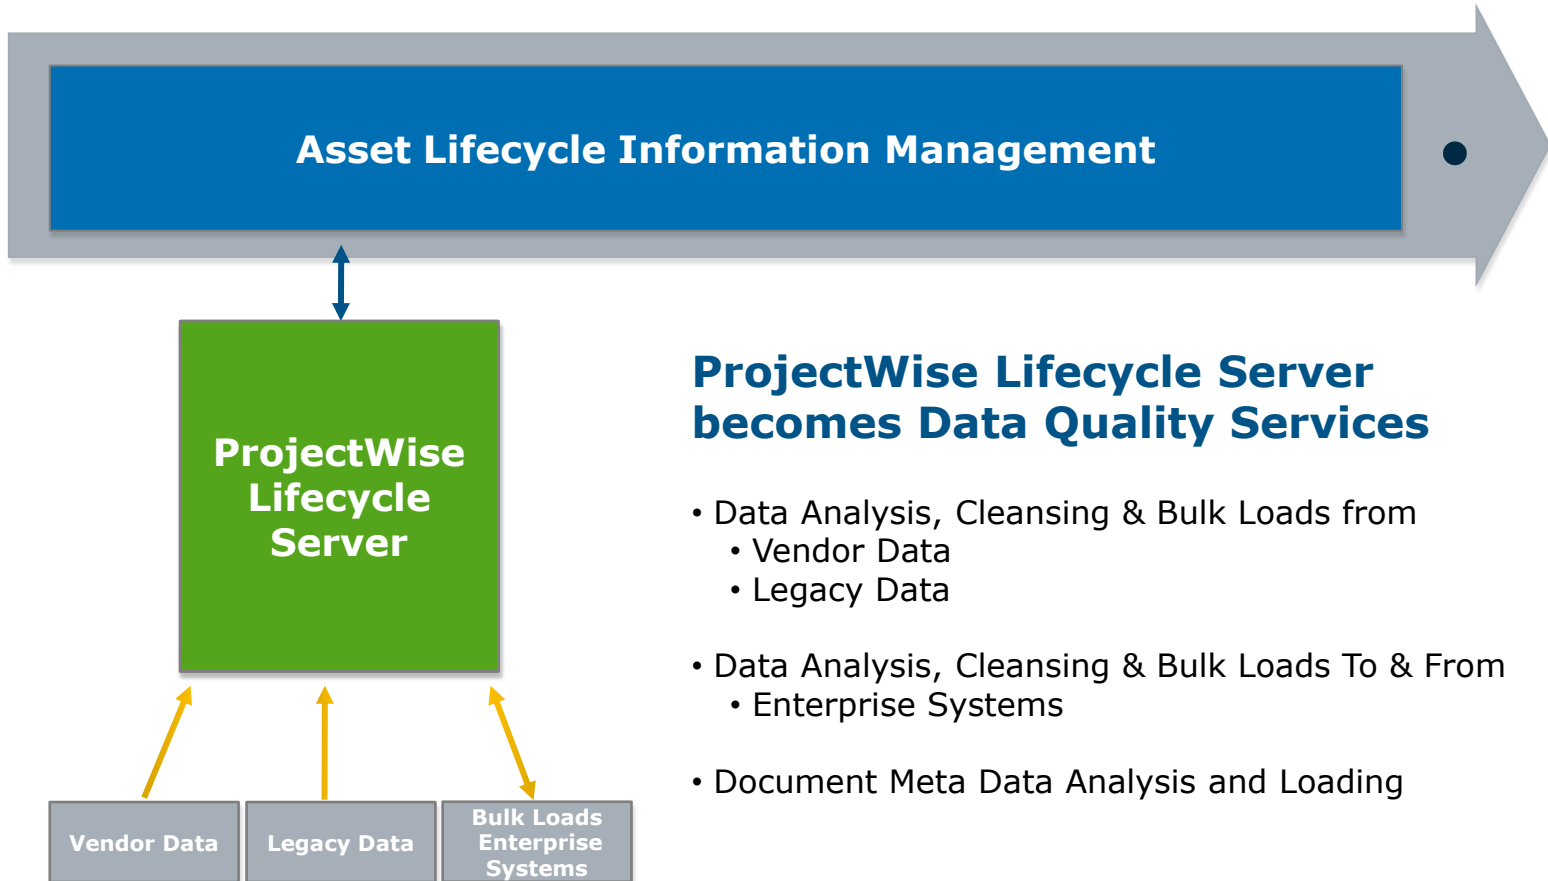 Asset Lifecycle Information Management
•
ProjectWise
Lifecycle
Server
ProjectWise Lifecycle Server
becomes Data Quality Services
• Data Analysis, Cleansing & Bulk Loads from
• Vendor Data
• Legacy Data
• Data Analysis, Cleansing & Bulk Loads To & From
• Enterprise Systems
• Document Meta Data Analysis and Loading
Vendor Data
Legacy Data
Bulk Loads
Enterprise
Systems